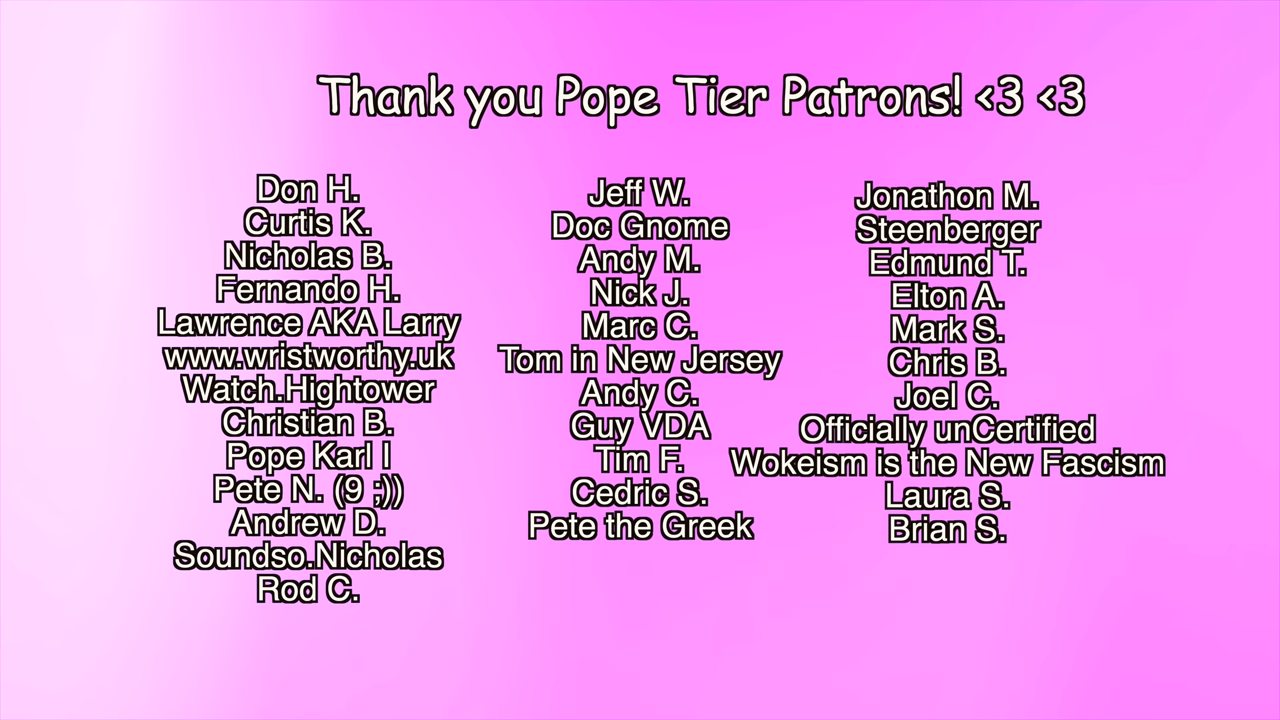 Thank you Pope Tier Patrons! <3 <3
Don H.
Curtis K.
Nicholas B.
Fernando H.
Lawrence AKA Larry
www.wristworthy.uk
Watch.Hightower
Christian B.
Pope Karl I
Pete N. (9 ;))
Andrew D.
Soundso.Nicholas
Rod C.
Jeff W.
Doc Gnome
Andy M.
Nick J.
Marc C.
Tom in New Jersey
Andy C.
Guy VDA
Tim F.
Cedric S.
Pete the Greek
Jonathon M.
Steenberger
Edmund T.
Elton A.
Mark S.
Chris B.
Joel C.
Officially unCertified
Wokeism is the New Fascism
Laura S.
Brian S.